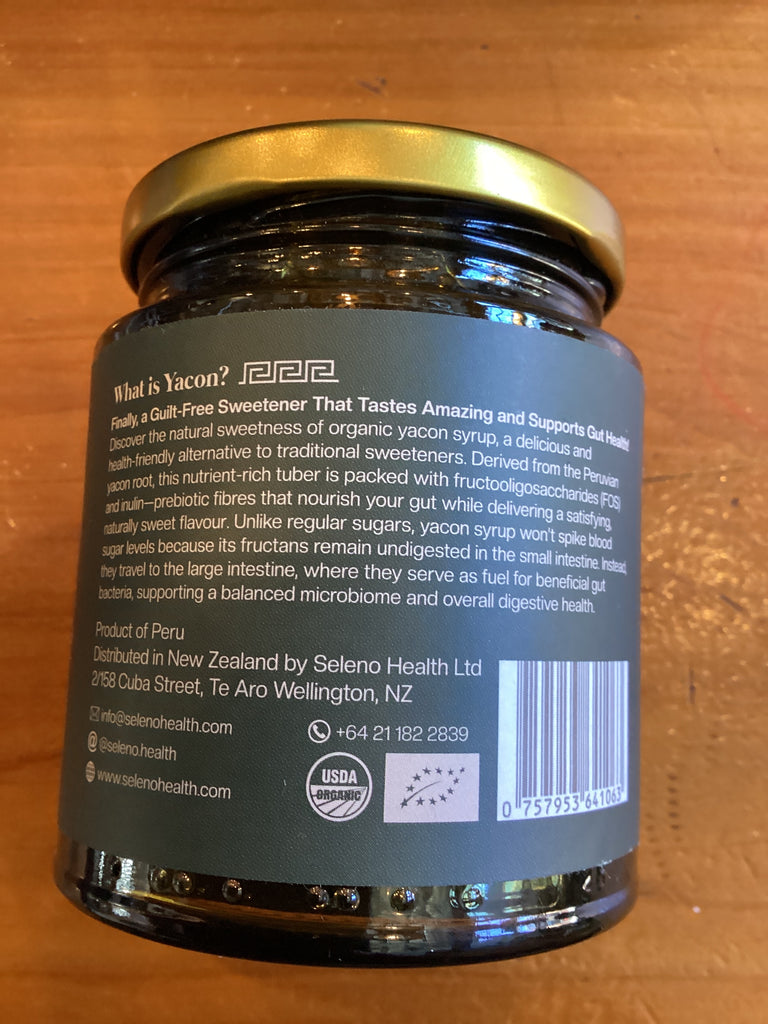 What is Yacon?
Finally, a Guilt-Free Sweetener That Tastes Amazing and Supports Gut Health!
Discover the natural sweetness of organic yacon syrup, a delicious and
health-friendly alternative to traditional sweeteners. Derived from the Peruvian
yacon root, this nutrient-rich tuber is packed with fructooligosaccharides (FOS)
and inulin—prebiotic fibres that nourish your gut while delivering a satisfying,
naturally sweet flavour. Unlike regular sugars, yacon syrup won't spike blood
sugar levels because its fructans remain undigested in the small intestine. Instead,
they travel to the large intestine, where they serve as fuel for beneficial gut
bacteria, supporting a balanced microbiome and overall digestive health.
Product of Peru
Distributed in New Zealand by Seleno Health Ltd
2/158 Cuba Street, Te Aro Wellington, NZ
info@selenohealth.com
+64 21 182 2839
@seleno.health
www.selenohealth.com
USDA
ORGANIC
0 757953 641063